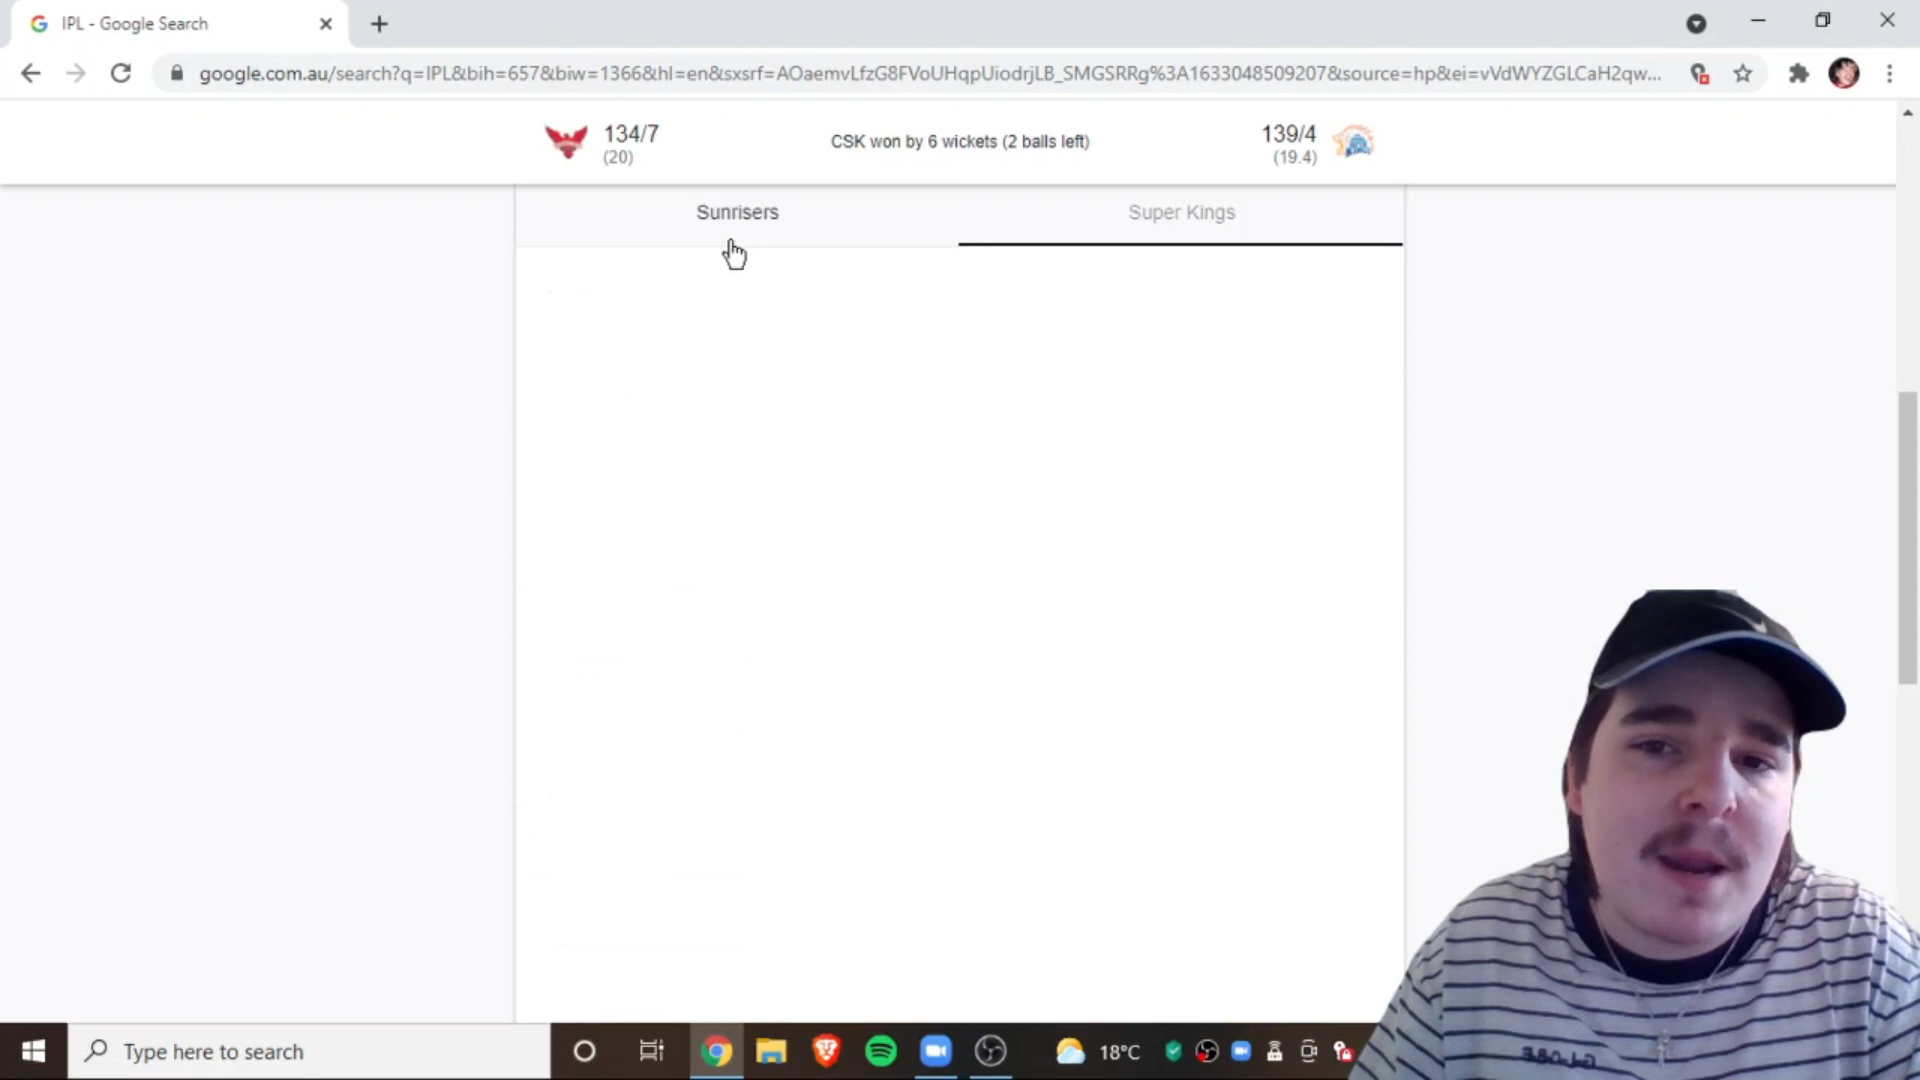 IPL - Google Search
google.com.au/search?q=IPL&bih=657&biw=1366&hl=en&sxsrf=AOaemvLfzG8FVoUHqpUiodrjLB_SMGSRRg%3A1633048509207&source=hp&ei=vVdWYZGLCaH2qw...
134/7
(20)
CSK won by 6 wickets (2 balls left)
139/4
(19.4)
Sunrisers
Super Kings
Type here to search
18°C